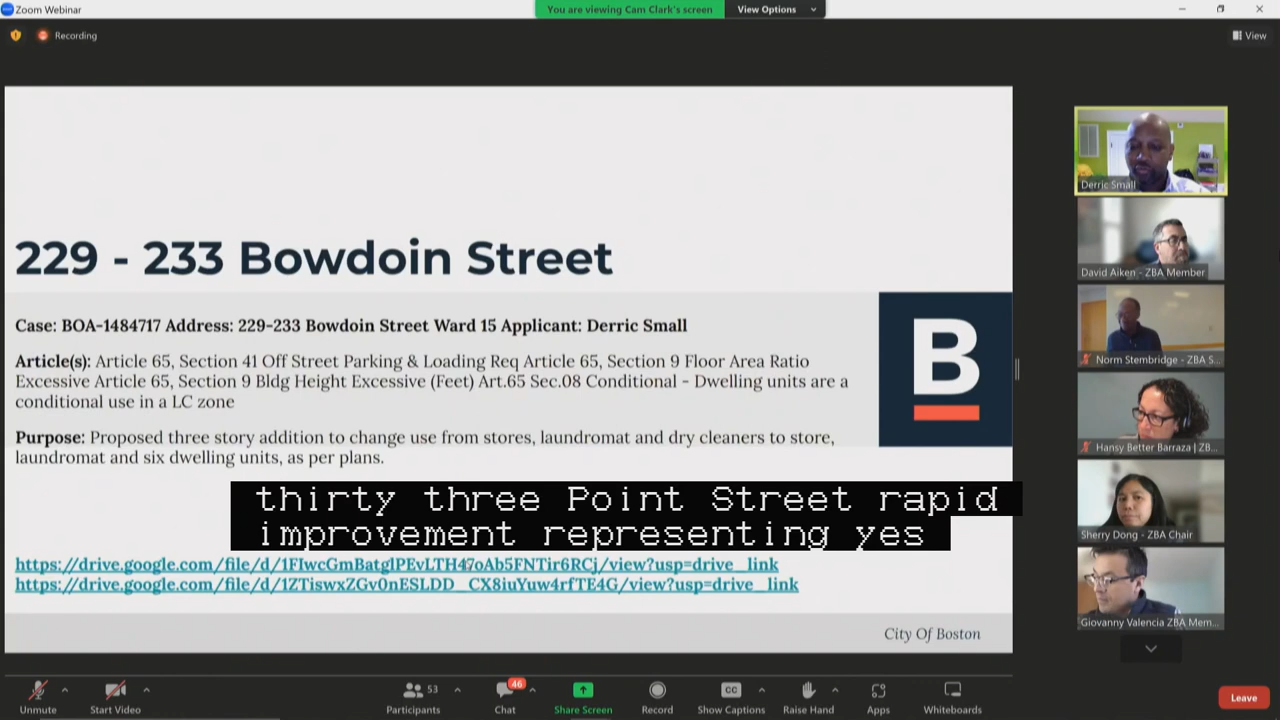 Zoom Webinar
You are viewing Cam Clark's screen
View Options
Recording
View
229 - 233 Bowdoin Street
Case: BOA-1484717 Address: 229-233 Bowdoin Street Ward 15 Applicant: Derric Small
Article(s): Article 65, Section 41 Off Street Parking & Loading Req Article 65, Section 9 Floor Area Ratio
Excessive Article 65, Section 9 Bldg Height Excessive (Feet) Art.65 Sec.08 Conditional - Dwelling units are a
conditional use in a LC zone
Purpose: Proposed three story addition to change use from stores, laundromat and dry cleaners to store,
laundromat and six dwelling units, as per plans.
B
thirty three Point Street rapid
improvement representing yes
https://drive.google.com/file/d/1FIwcGmBatglPEvLTH47oAb5FNTir6RCj/view?usp=drive_link
https://drive.google.com/file/d/1ZTiswxZGv0nESLDD_CX8iuYuw4rfTE4G/view?usp=drive_link
City Of Boston
Derric Small
David Aiken - ZBA Member
Norm Stembridge - ZBA S...
Hansy Better Barraza | ZB...
Sherry Dong - ZBA Chair
Giovanny Valencia ZBA Mem...
Unmute
Start Video
53
Participants
46
Chat
Share Screen
Record
CC
Show Captions
Raise Hand
Apps
Whiteboards
Leave